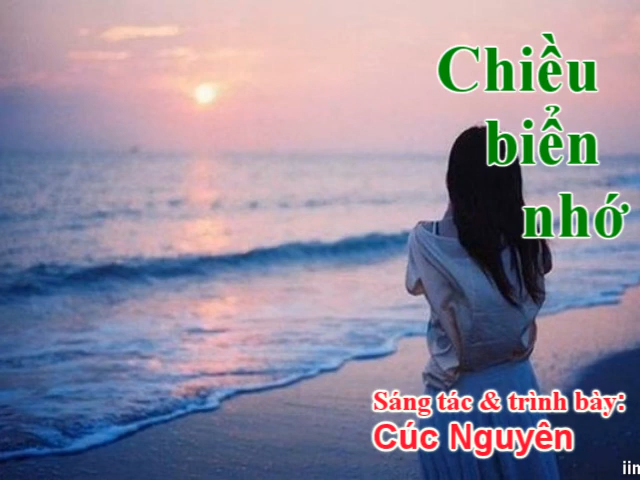 Chiều
biển
nhớ
Sáng tác & trình bày:
Cúc Nguyên